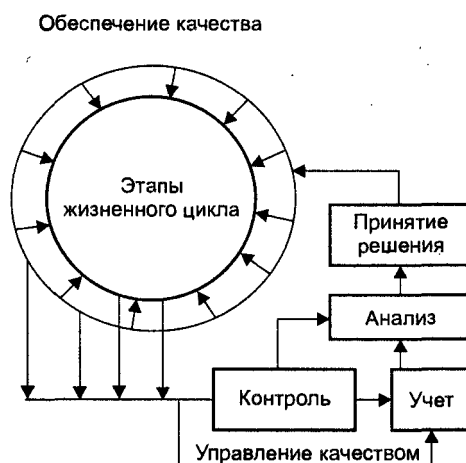 Обеспечение качества
Этапы
жизненного цикла
Принятие
решения
Анализ
Контроль
Учет
Управление качеством